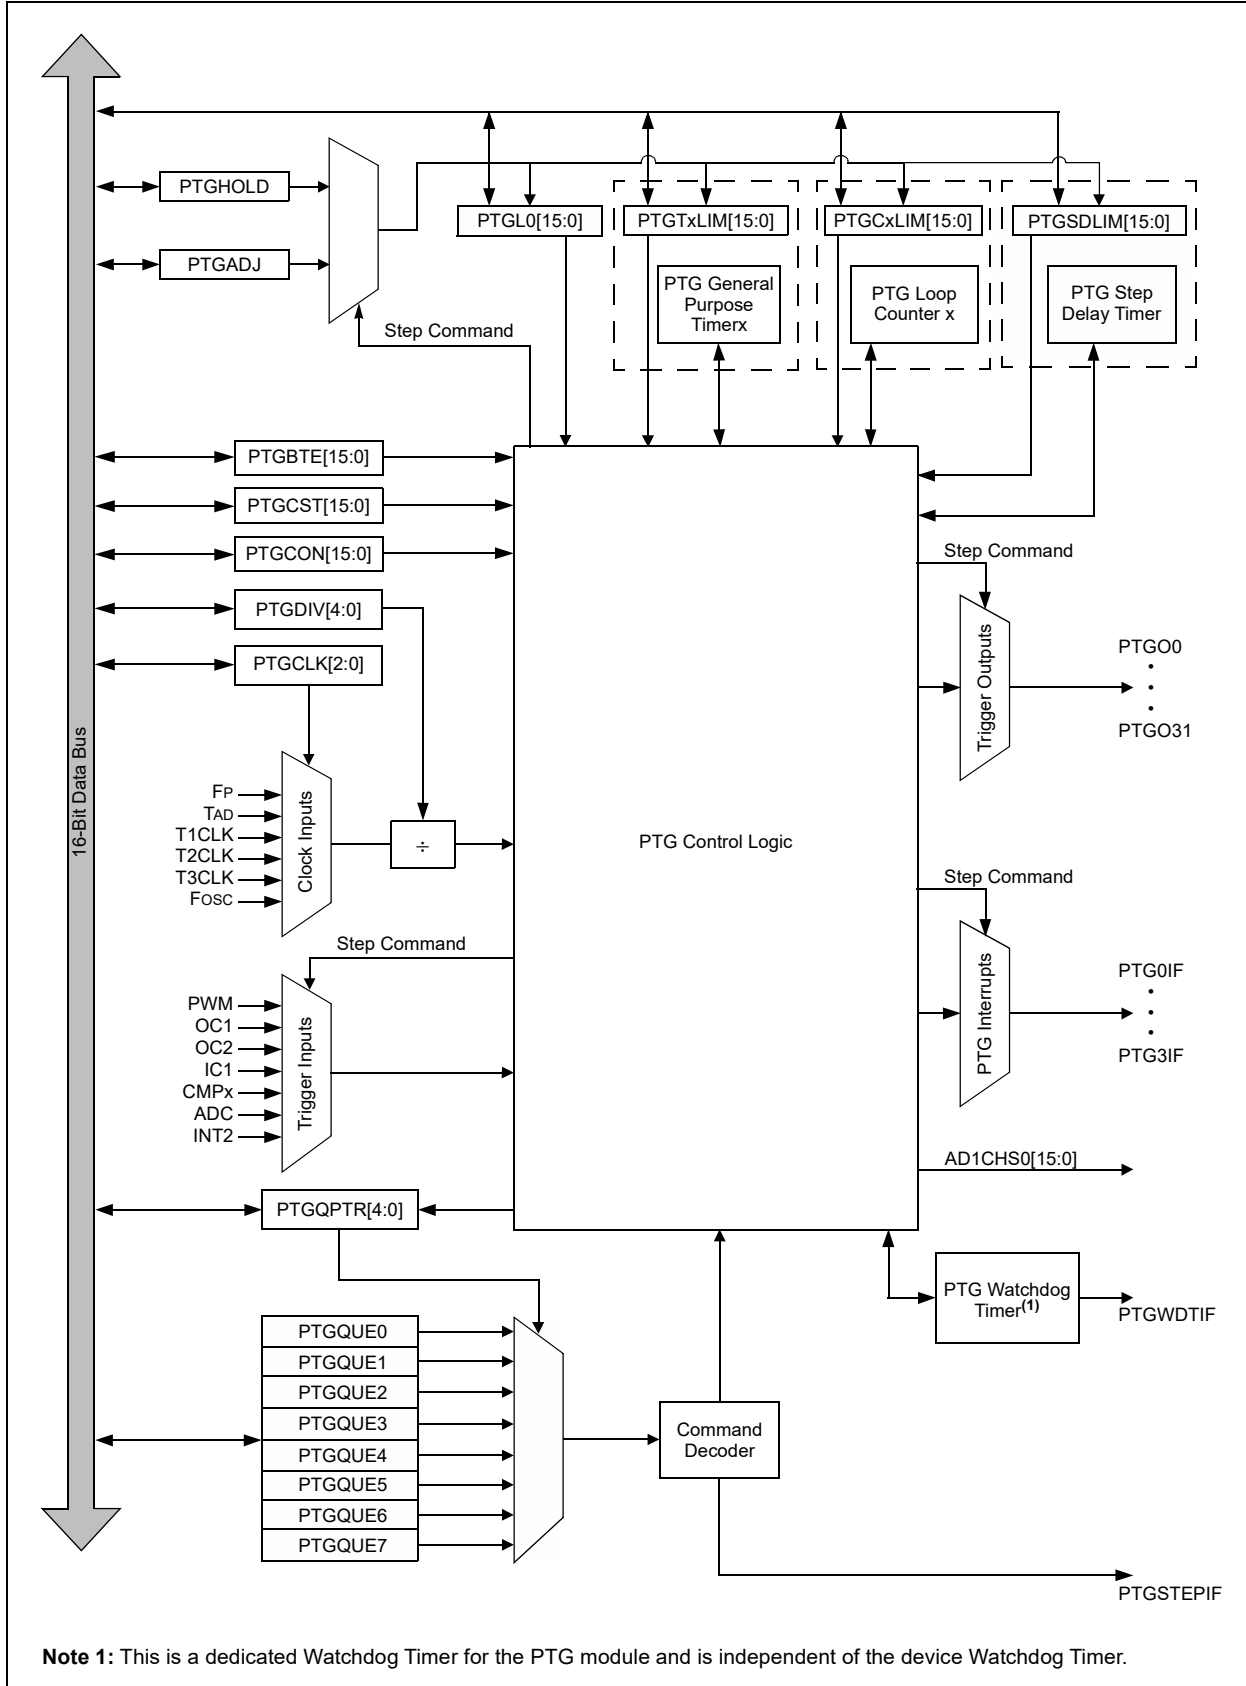 PTGHOLD
PTGADJ
PTGL0[15:0]
PTGTxLIM[15:0]
PTGCxLIM[15:0]
PTGSDLIM[15:0]
PTG General
Purpose
Timerx
PTG Loop
Counter x
PTG Step
Delay Timer
Step Command
PTGBTE[15:0]
PTGCST[15:0]
PTGCON[15:0]
PTGDIV[4:0]
PTGCLK[2:0]
16-Bit Data Bus
FP
TAD
T1CLK
T2CLK
T3CLK
FOSC
Clock Inputs
÷
PTG Control Logic
Step Command
Trigger Outputs
PTGO0
•
•
•
PTGO31
Step Command
PWM
OC1
OC2
IC1
CMPx
ADC
INT2
Trigger Inputs
Step Command
PTG Interrupts
PTG0IF
•
•
•
PTG3IF
AD1CHS0[15:0]
PTGQPTR[4:0]
PTG Watchdog
Timer(1)
PTGWDTIF
PTGQUE0
PTGQUE1
PTGQUE2
PTGQUE3
PTGQUE4
PTGQUE5
PTGQUE6
PTGQUE7
Command
Decoder
PTGSTEPIF
Note 1: This is a dedicated Watchdog Timer for the PTG module and is independent of the device Watchdog Timer.